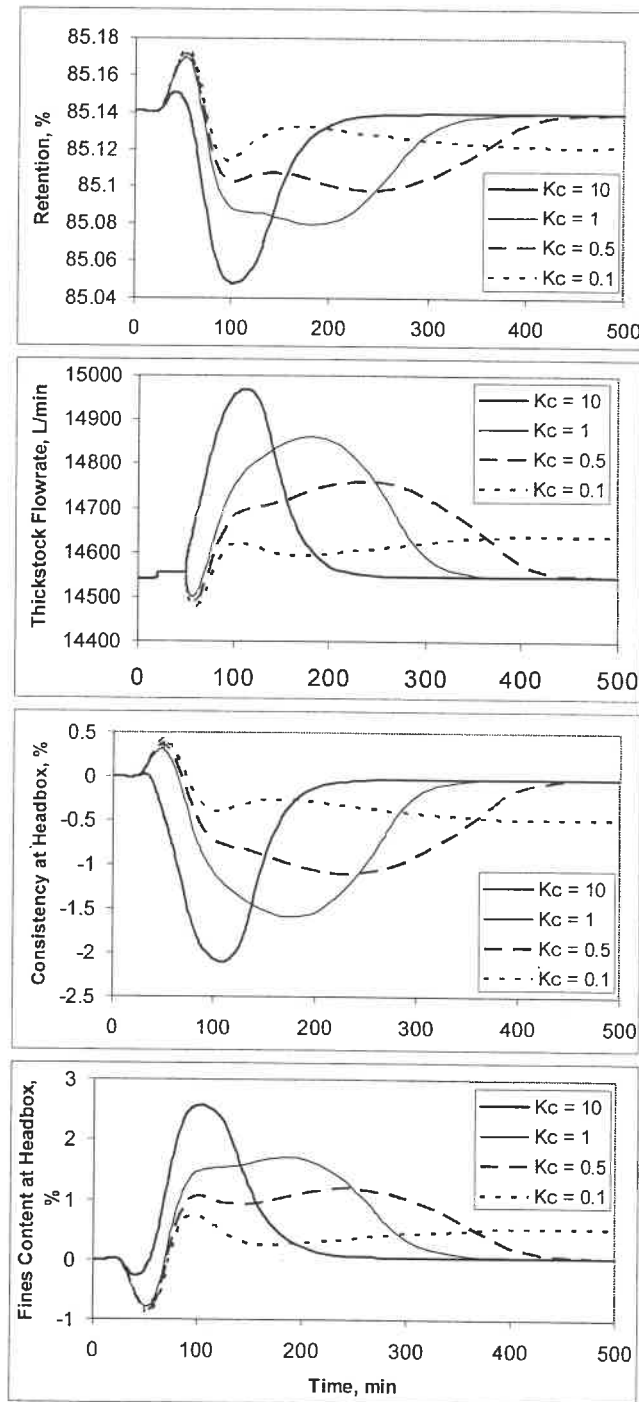 85.18
85.16
85.14
85.12
85.1
85.08
85.06
85.04
Retention, %
Kc = 10
Kc = 1
Kc = 0.5
Kc = 0.1
0 100 200 300 400 500
15000
14900
14800
14700
14600
14500
14400
Thickstock Flowrate, L/min
Kc = 10
Kc = 1
Kc = 0.5
Kc = 0.1
0 100 200 300 400 500
0.5
0
-0.5
-1
-1.5
-2
-2.5
Consistency at Headbox, %
Kc = 10
Kc = 1
Kc = 0.5
Kc = 0.1
0 100 200 300 400 500
3
2
1
0
-1
Fines Content at Headbox,
%
Kc = 10
Kc = 1
Kc = 0.5
Kc = 0.1
0 100 200 300 400 500
Time, min